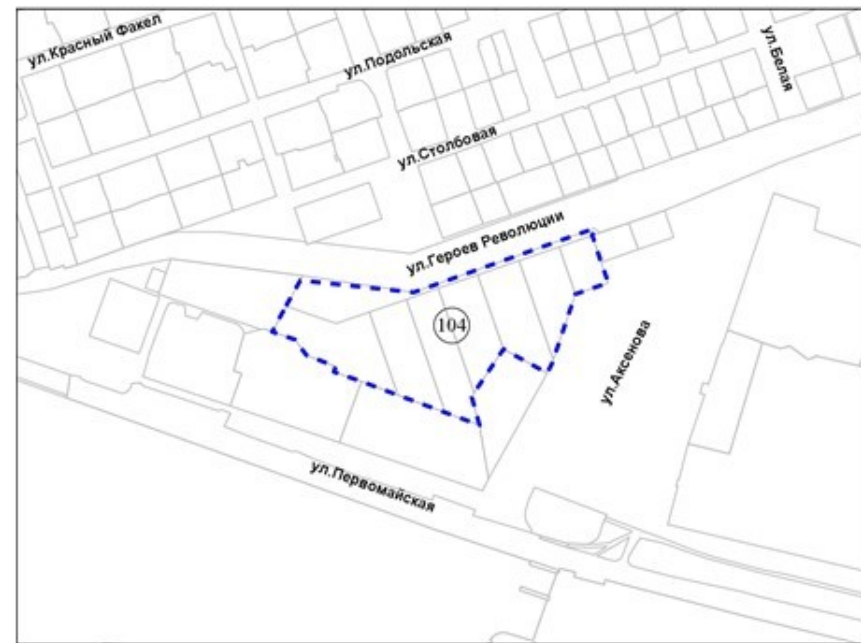 ул.Красный Факел
ул.Подольская
ул.Белая
ул.Столбовая
ул.Героев Революции
104
ул.Аксенова
ул.Первомайская